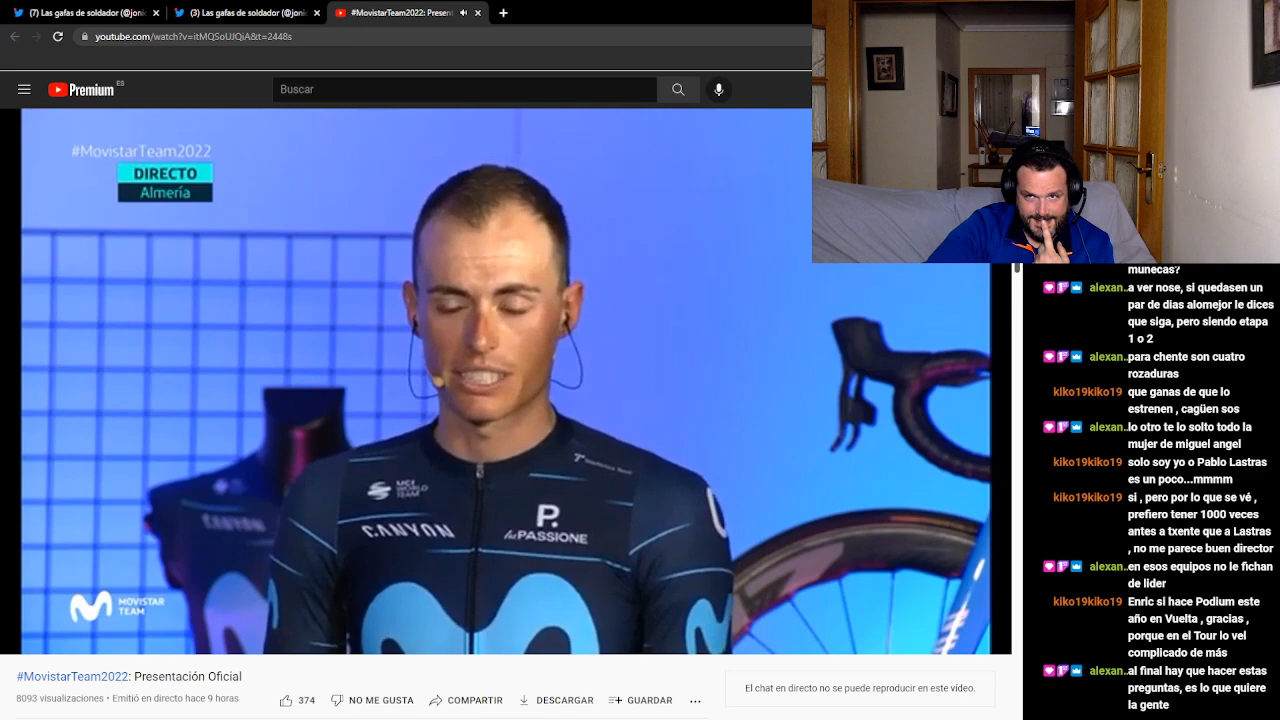 (7) Las gafas de soldador (@jonic
(3) Las gafas de soldador (@jonic
#MovistarTeam2022: Present
youtube.com/watch?v=itMQSoUJQiA&t=2448s
Premium ES
Buscar
#MovistarTeam2022
DIRECTO
Almería
MCI WORLD TEAM
CANYON
P.
la PASSIONE
MOVISTAR
TEAM
#MovistarTeam2022: Presentación Oficial
8093 visualizaciones • Emitió en directo hace 9 horas
374
NO ME GUSTA
COMPARTIR
DESCARGAR
GUARDAR
El chat en directo no se puede reproducir en este vídeo.
munecas?
alexan.. a ver nose, si quedasen un
par de dias alomejor le dices
que siga, pero siendo etapa
1 o 2
alexan.. para chente son cuatro
rozaduras
kiko19kiko19 que ganas de que lo
estrenen , cagüen sos
alexan.. lo otro te lo solto todo la
mujer de miguel angel
kiko19kiko19 solo soy yo o Pablo Lastras
es un poco...mmmm
kiko19kiko19 si , pero por lo que se vé ,
prefiero tener 1000 veces
antes a txente que a Lastras
, no me parece buen director
alexan.. en esos equipos no le fichan
de lider
kiko19kiko19 Enric si hace Podium este
año en Vuelta , gracias ,
porque en el Tour lo vel
complicado de más
alexan.. al final hay que hacer estas
preguntas, es lo que quiere
la gente